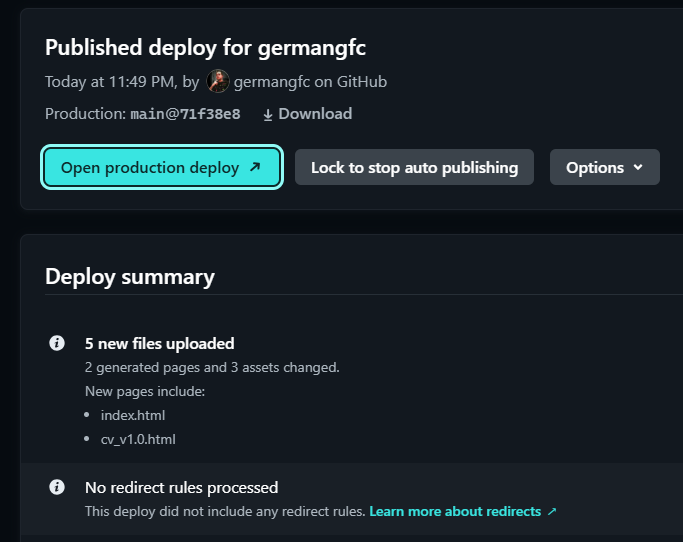 Published deploy for germangfc
Today at 11:49 PM, by germangfc on GitHub
Production: main@71f38e8 Download
Open production deploy ↗ Lock to stop auto publishing Options
Deploy summary
5 new files uploaded
2 generated pages and 3 assets changed.
New pages include:
• index.html
• cv_v1.0.html
No redirect rules processed
This deploy did not include any redirect rules. Learn more about redirects ↗